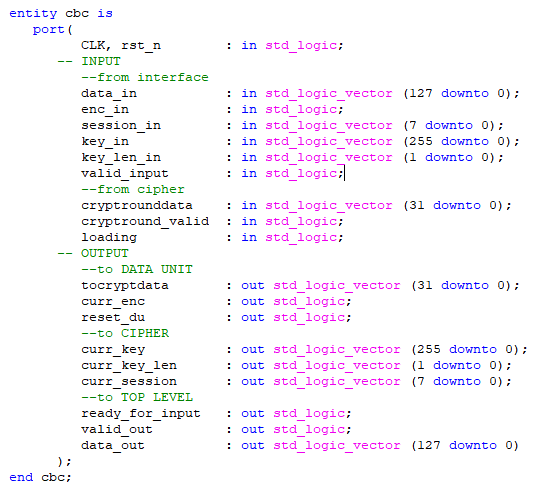 entity cbc is
   port(
         CLK, rst_n        : in std_logic;
      -- INPUT
         --from interface
         data_in           : in std_logic_vector (127 downto 0);
         enc_in            : in std_logic;
         session_in        : in std_logic_vector (7 downto 0);
         key_in            : in std_logic_vector (255 downto 0);
         key_len_in        : in std_logic_vector (1 downto 0);
         valid_input       : in std_logic;
         --from cipher
         cryptrounddata    : in std_logic_vector (31 downto 0);
         cryptround_valid  : in std_logic;
         loading           : in std_logic;
      -- OUTPUT
         --to DATA UNIT
         tocryptdata       : out std_logic_vector (31 downto 0);
         curr_enc          : out std_logic;
         reset_du          : out std_logic;
         --to CIPHER
         curr_key          : out std_logic_vector (255 downto 0);
         curr_key_len      : out std_logic_vector (1 downto 0);
         curr_session      : out std_logic_vector (7 downto 0);
         --to TOP LEVEL
         ready_for_input   : out std_logic;
         valid_out         : out std_logic;
         data_out          : out std_logic_vector (127 downto 0)
      );
end cbc;